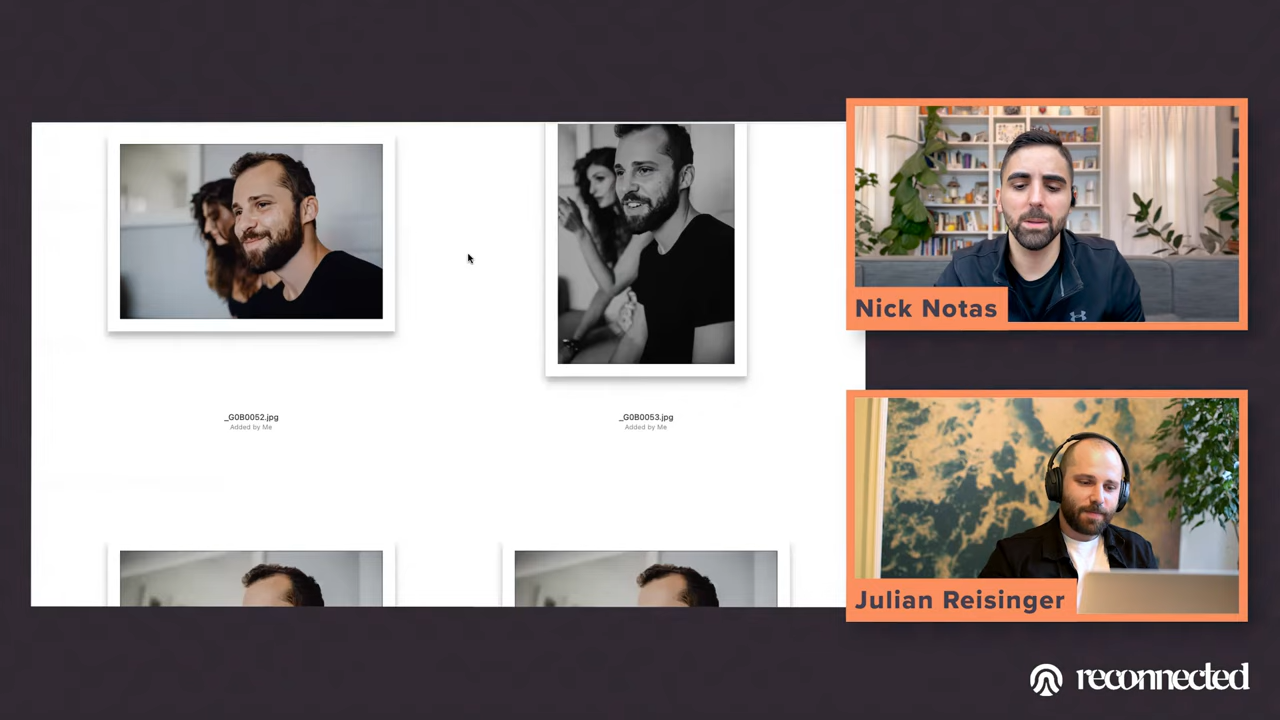 _G0B0052.jpg
Added by Me
_G0B0053.jpg
Added by Me
Nick Notas
Julian Reisinger
reconnected